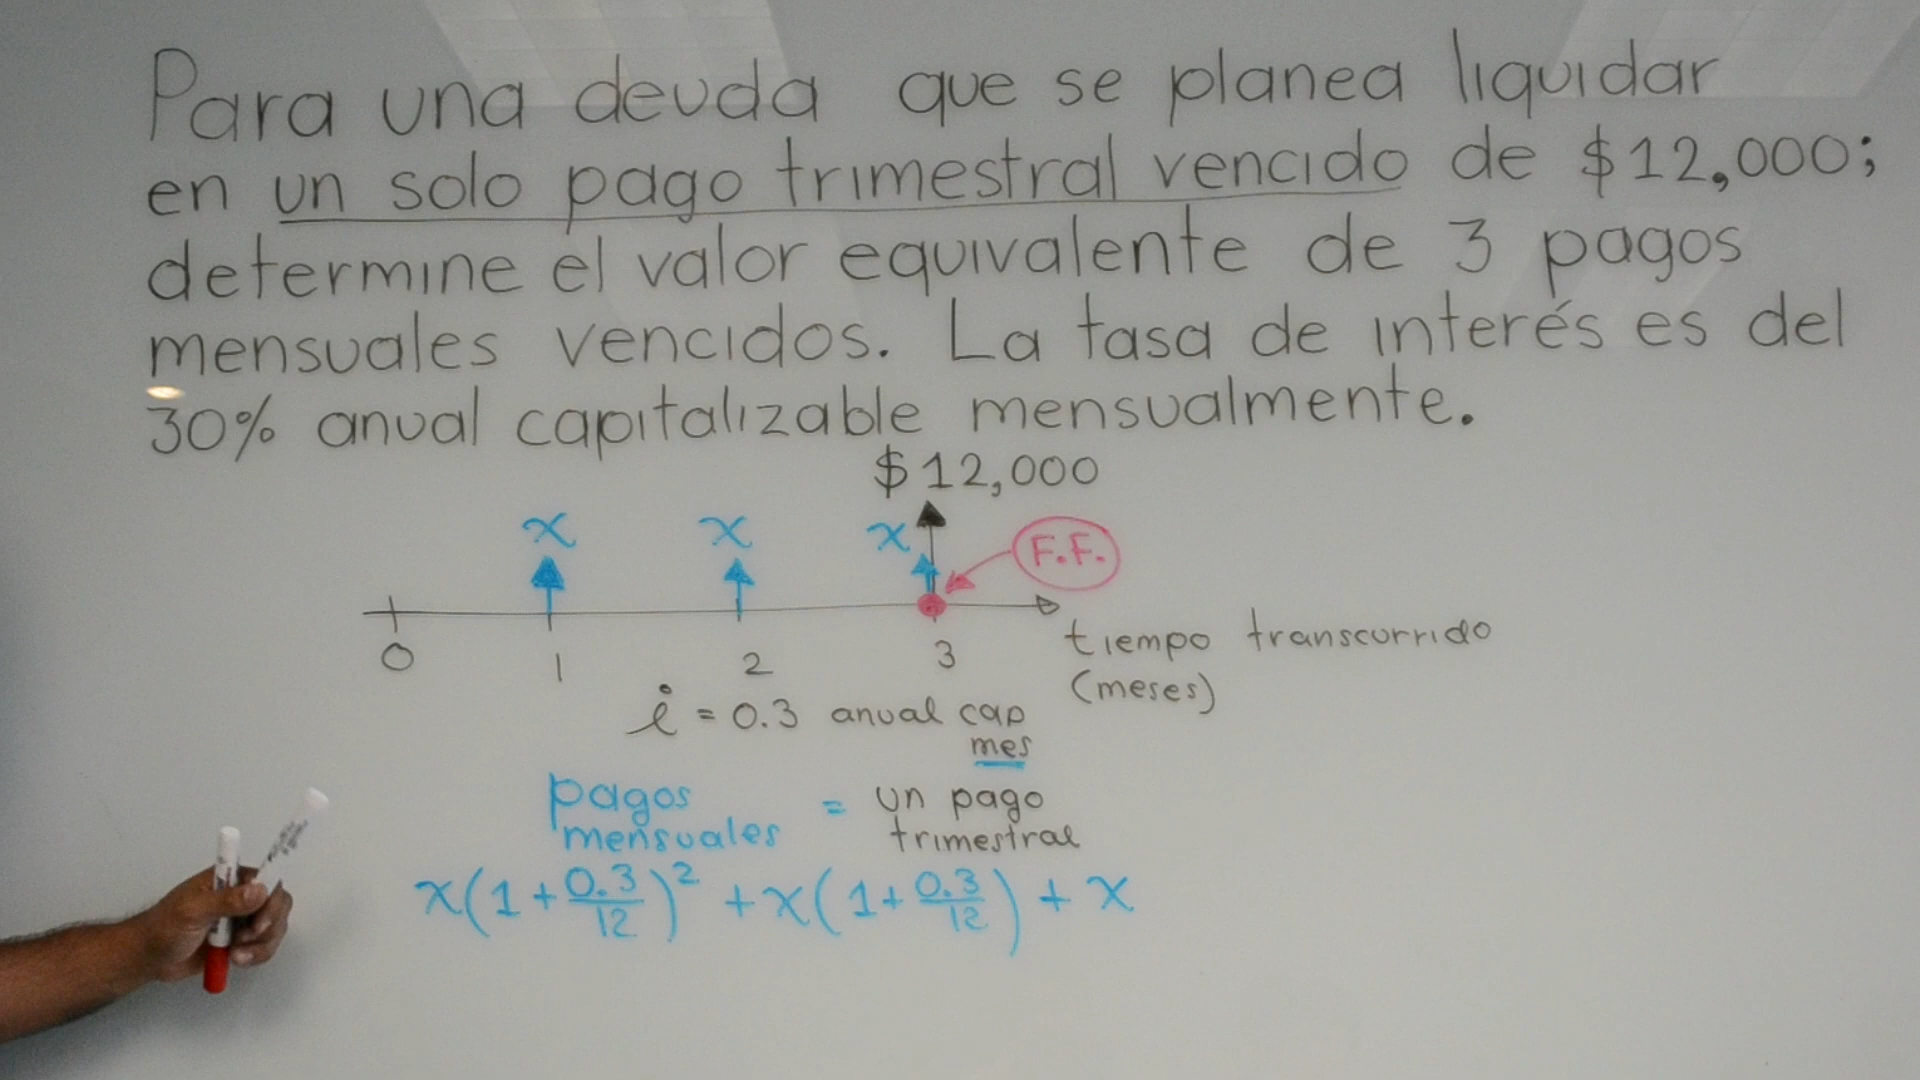 Para una deuda que se planea liquidar
en un solo pago trimestral vencido de $12,000;
determine el valor equivalente de 3 pagos
mensuales vencidos. La tasa de interés es del
30% anual capitalizable mensualmente.
$12,000
x x x F.F.
0 1 2 3 tiempo transcurrido
(meses)
i = 0.3 anual cap
mes
pagos = un pago
mensuales trimestral
x(1+0.3/12)² + x(1+0.3/12) + x